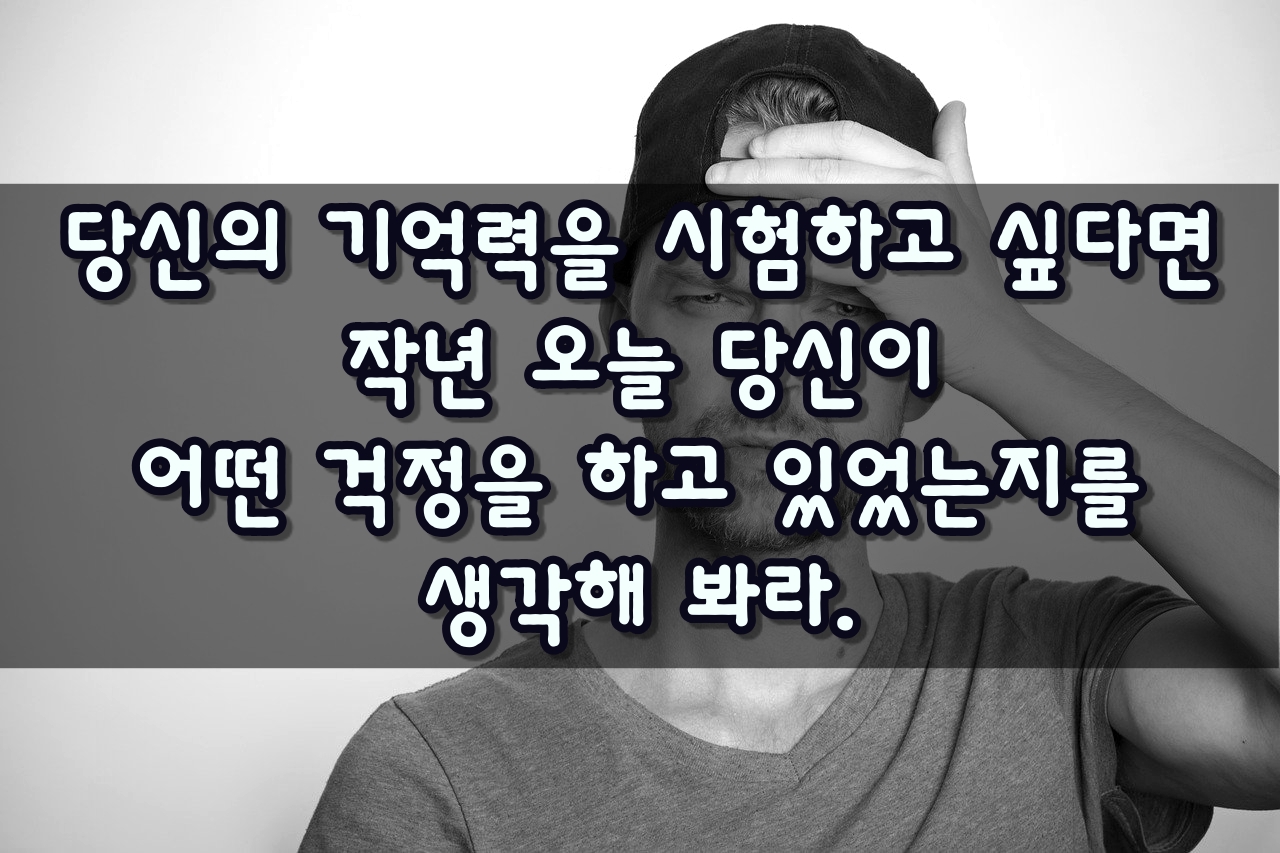 당신의 기억력을 시험하고 싶다면
작년 오늘 당신이
어떤 걱정을 하고 있었는지를
생각해 봐라.